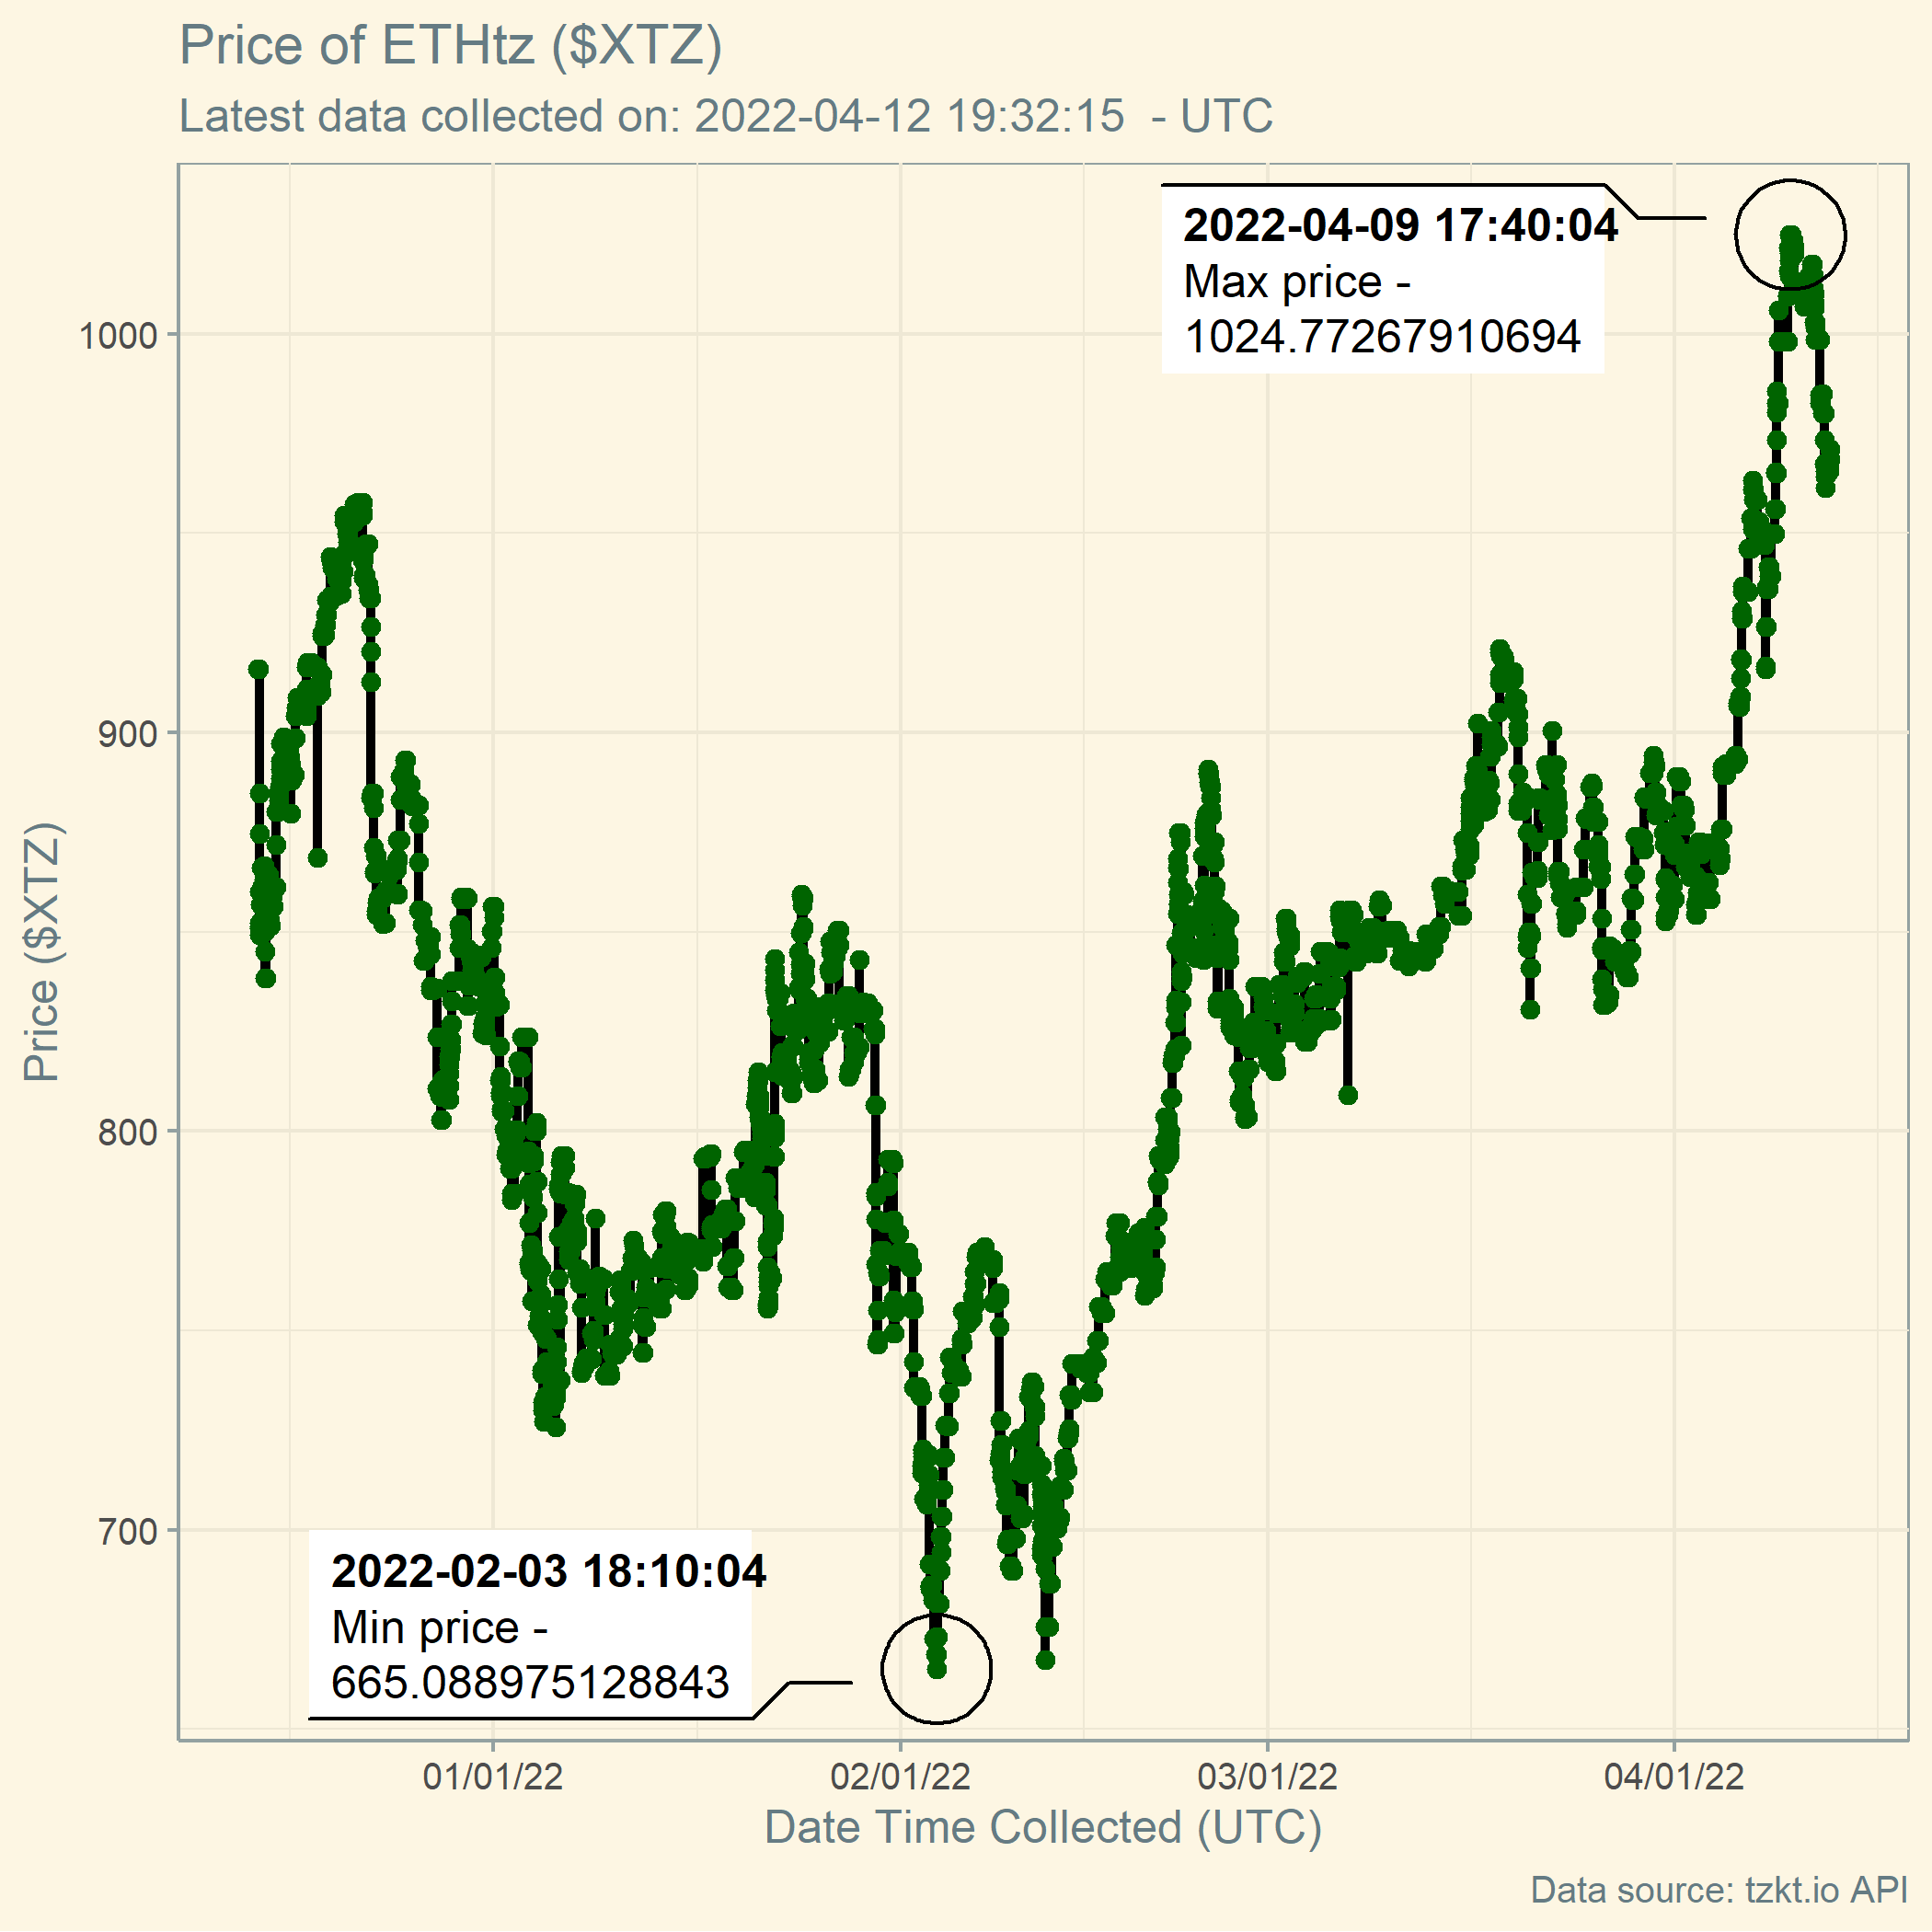 Price of ETHtz ($XTZ)
Latest data collected on: 2022-04-12 19:32:15  - UTC
2022-04-09 17:40:04
Max price -
1024.77267910694
1000
900
800
700
Price ($XTZ)
2022-02-03 18:10:04
Min price -
665.088975128843
01/01/22
02/01/22
03/01/22
04/01/22
Date Time Collected (UTC)
Data source: tzkt.io API